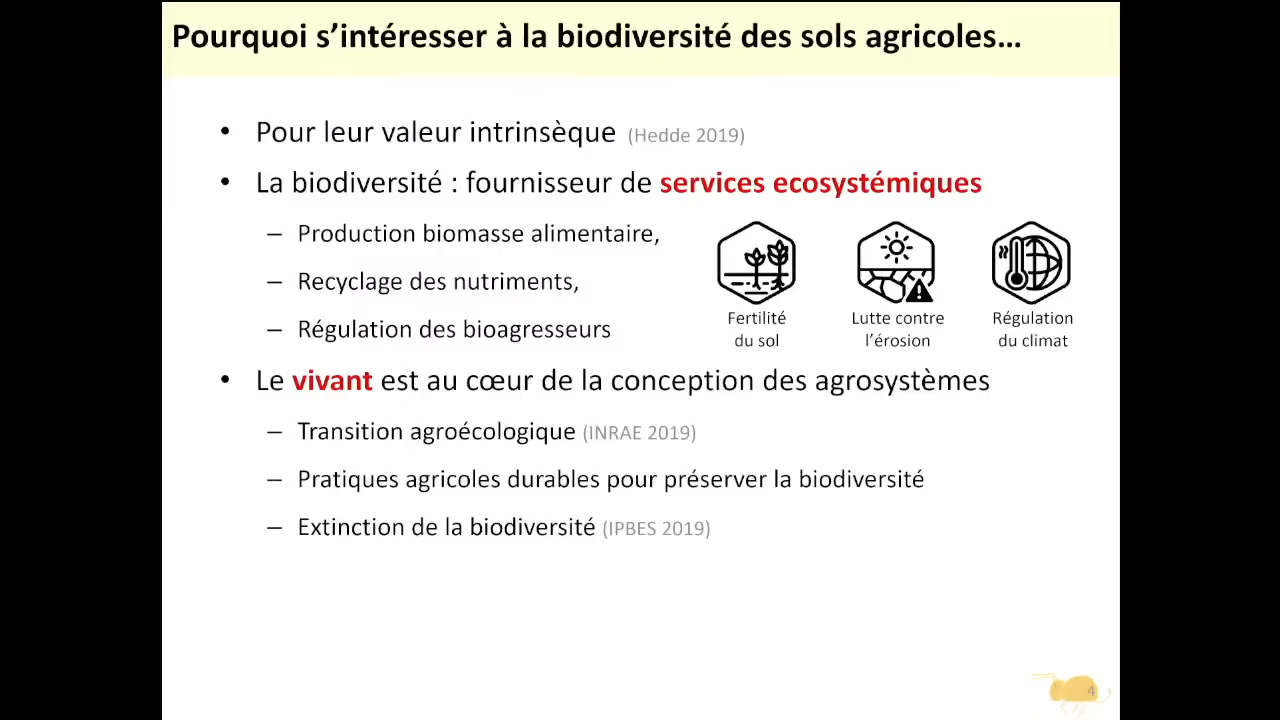 Pourquoi s’intéresser à la biodiversité des sols agricoles…
• Pour leur valeur intrinsèque (Hedde 2019)
• La biodiversité : fournisseur de services ecosystémiques
– Production biomasse alimentaire,
– Recyclage des nutriments,
– Régulation des bioagresseurs
Fertilité
du sol
Lutte contre
l’érosion
Régulation
du climat
• Le vivant est au cœur de la conception des agrosystèmes
– Transition agroécologique (INRAE 2019)
– Pratiques agricoles durables pour préserver la biodiversité
– Extinction de la biodiversité (IPBES 2019)
4